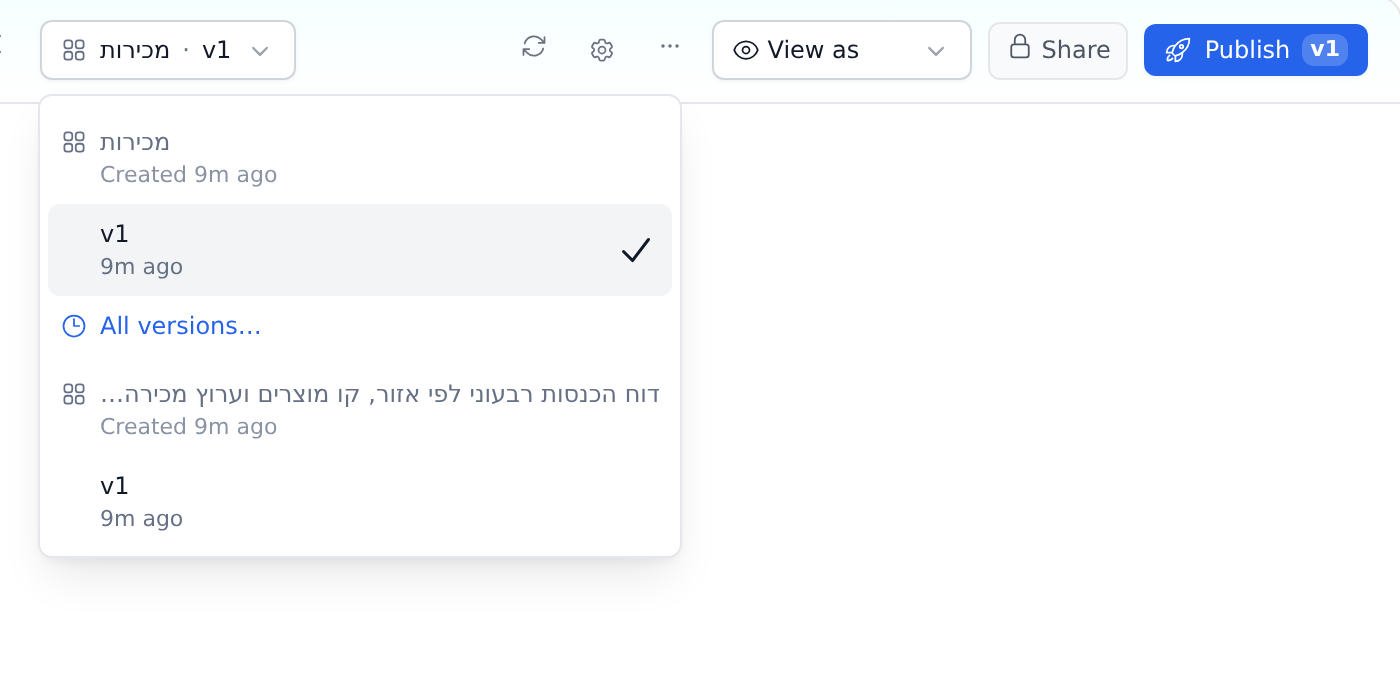 מכירות · v1
View as
Share
Publish v1
מכירות
Created 9m ago
v1
9m ago
All versions...
דוח הכנסות רבעוני לפי אזור, קו מוצרים וערוץ מכירה...
Created 9m ago
v1
9m ago